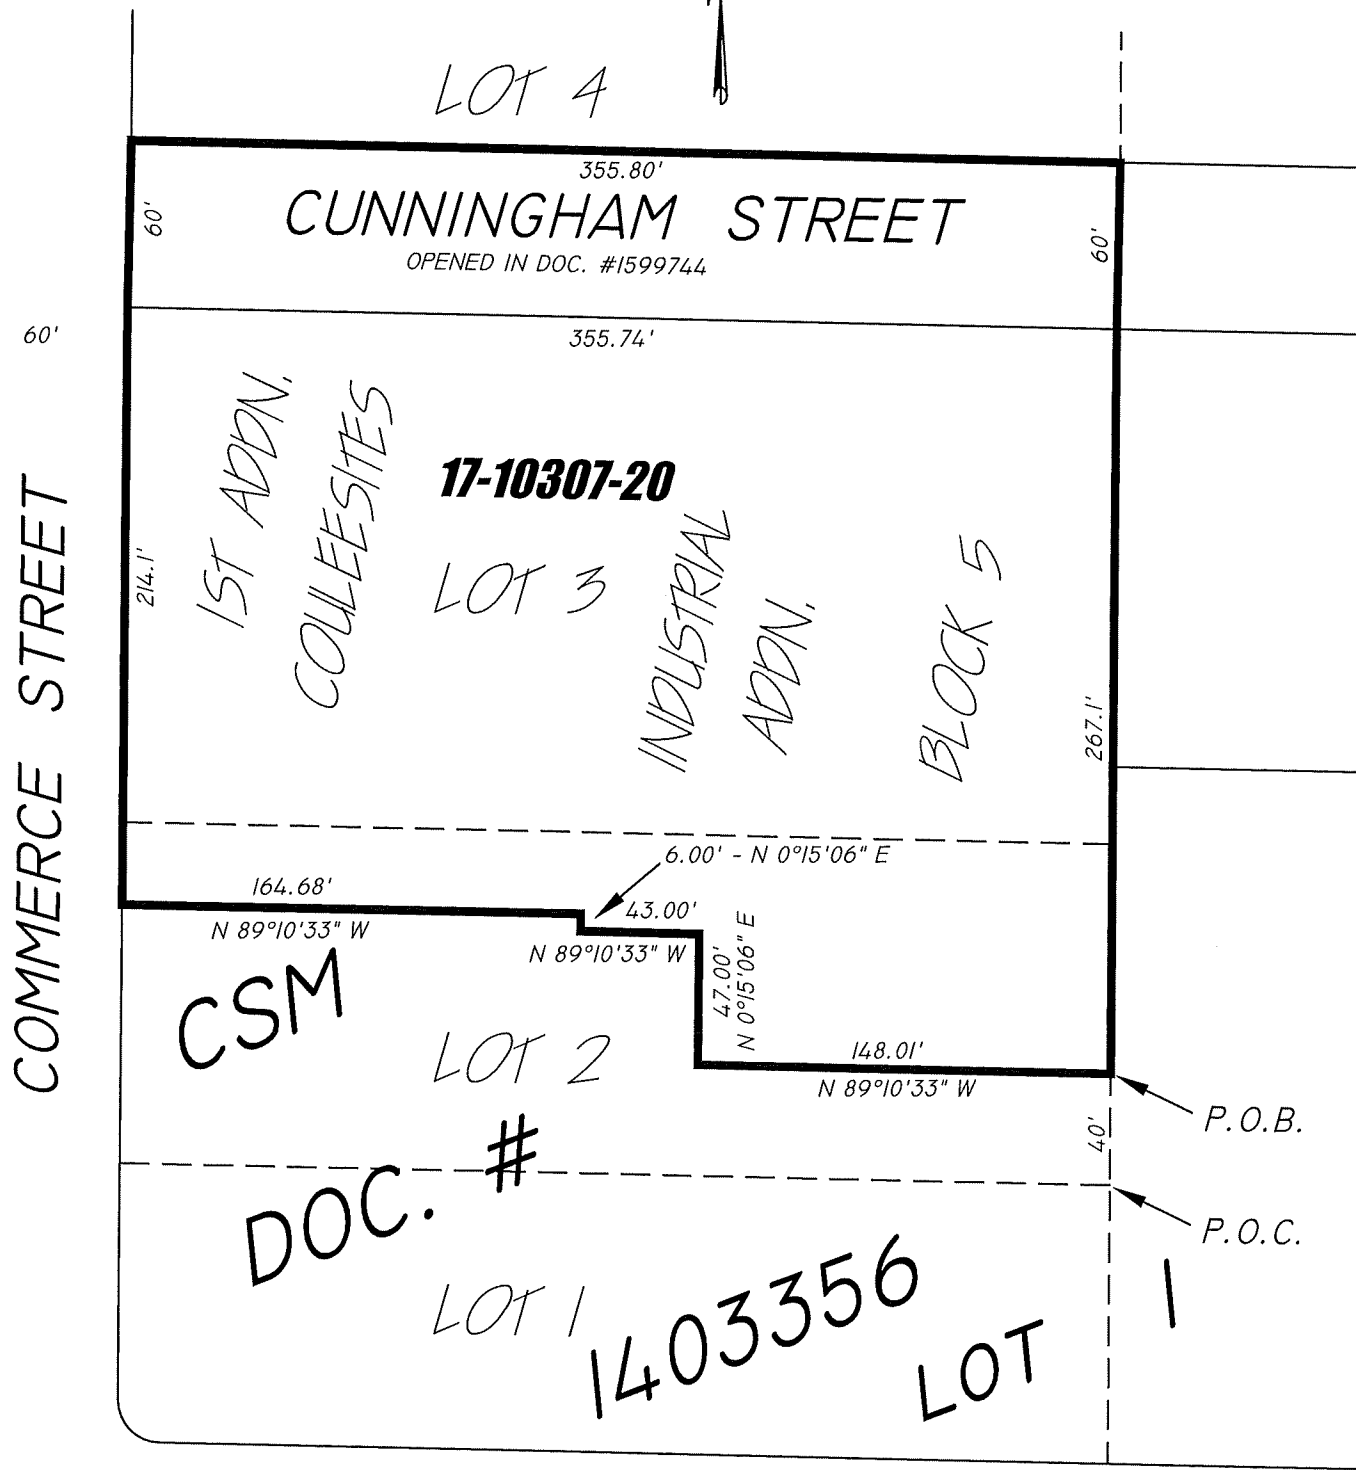 LOT 4
355.80'
CUNNINGHAM STREET
OPENED IN DOC. #1599744
60'
60'
60'
355.74'
1ST ADDN.
COULEESITES
17-10307-20
LOT 3
INDUSTRIAL
ADDN.
BLOCK 5
214.1'
267.1'
COMMERCE STREET
6.00' - N 0°15'06" E
164.68'
N 89°10'33" W
43.00'
N 89°10'33" W
47.00'
N 0°15'06" E
148.01'
N 89°10'33" W
CSM
LOT 2
P.O.B.
40'
DOC. #
P.O.C.
LOT 1
1403356
LOT 1